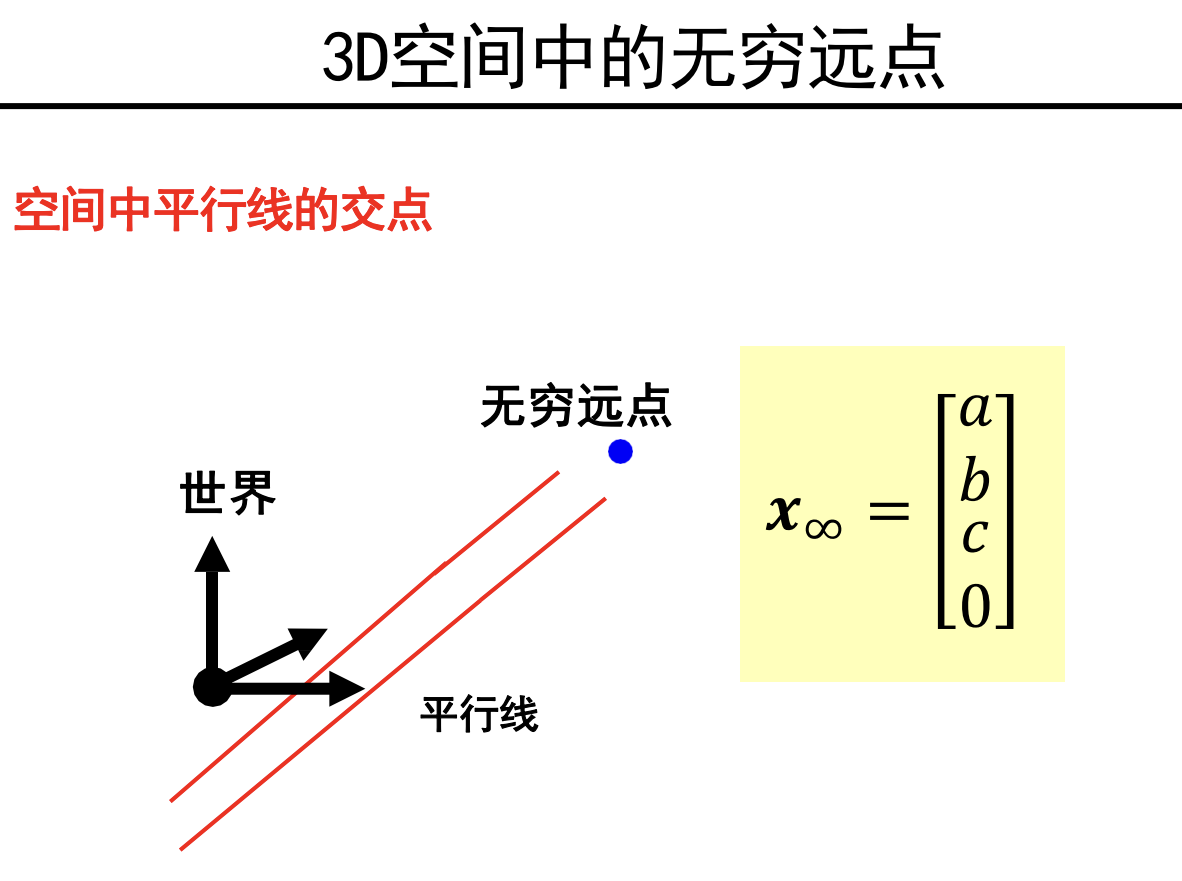 3D空间中的无穷远点
空间中平行线的交点
无穷远点
世界
x∞ = [a b c 0]
平行线